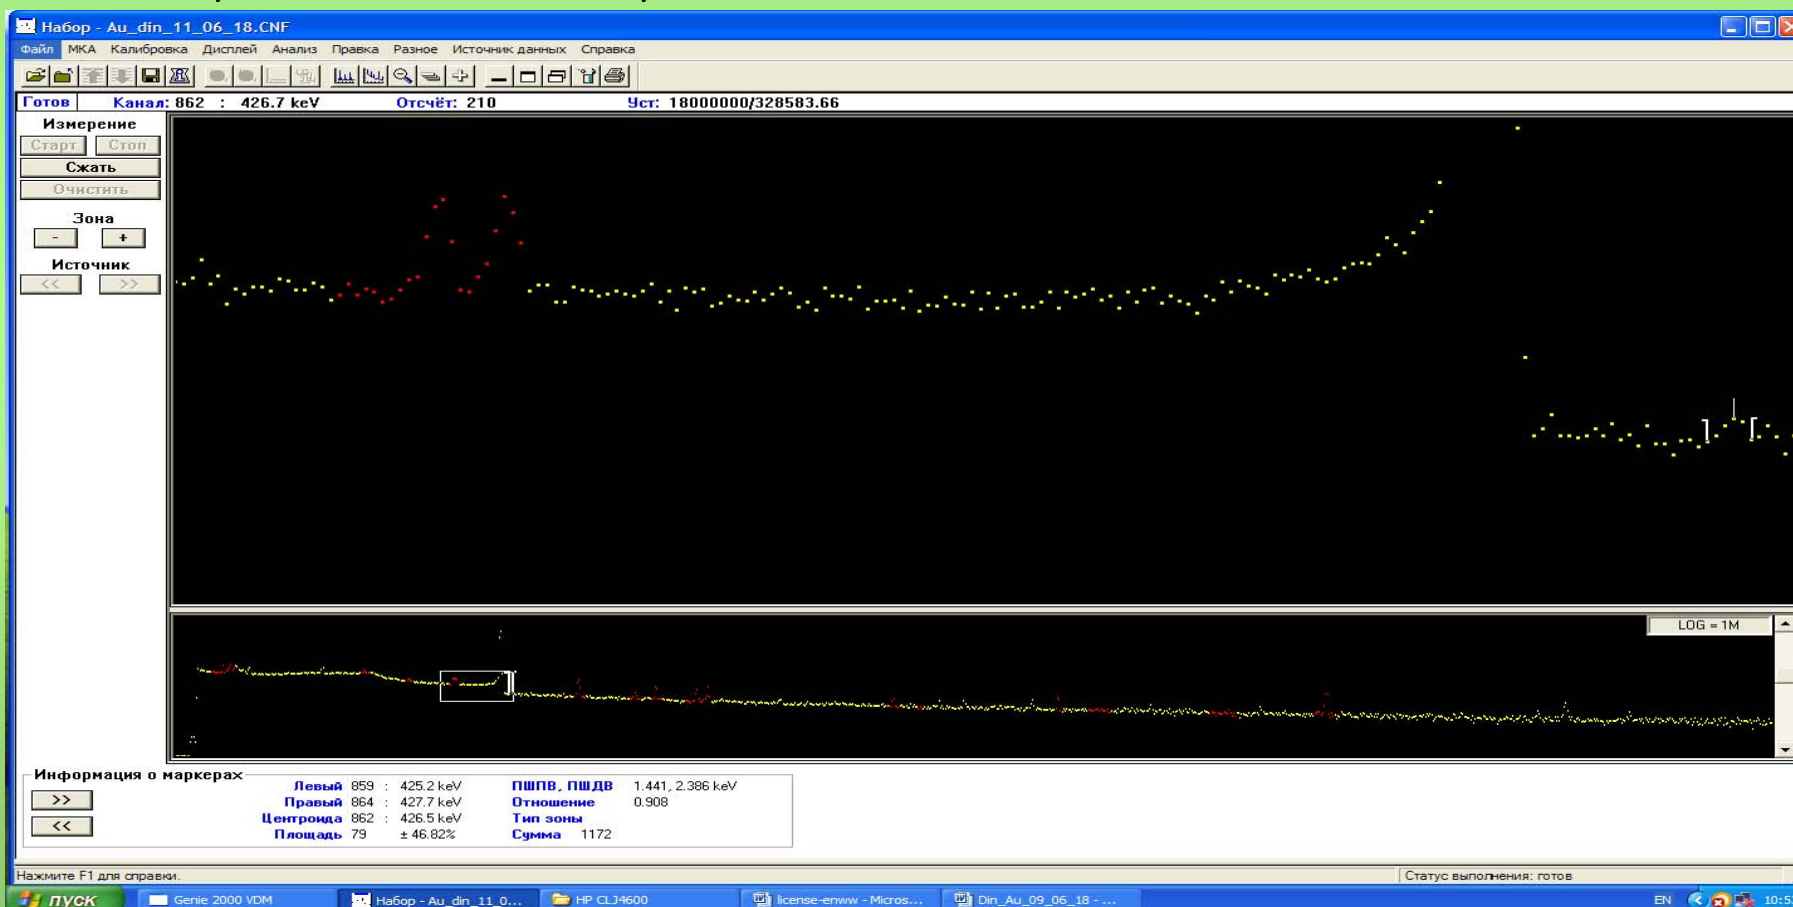 Набор - Au_din_11_06_18.CNF
Файл МКА Калибровка Дисплей Анализ Правка Разное Источник данных Справка
Готов Канал: 862 : 426.7 keV Отсчёт: 210 Уст: 18000000/328583.66
Измерение
Старт Стоп
Сжать
Очистить
Зона
- +
Источник
<< >>
LOG = 1M
Информация о маркерах
>>
<<
Левый 859 : 425.2 keV ПШПВ, ПШДВ 1.441, 2.386 keV
Правый 864 : 427.7 keV Отношение 0.908
Центроида 862 : 426.5 keV Тип зоны
Площадь 79 ± 46.82% Сумма 1172
Нажмите F1 для справки. Статус выполнения: готов
пуск Genie 2000 VDM Набор - Au_din_11_0... HP CLJ4600 license-enww - Micros... Din_Au_09_06_18 - ... EN